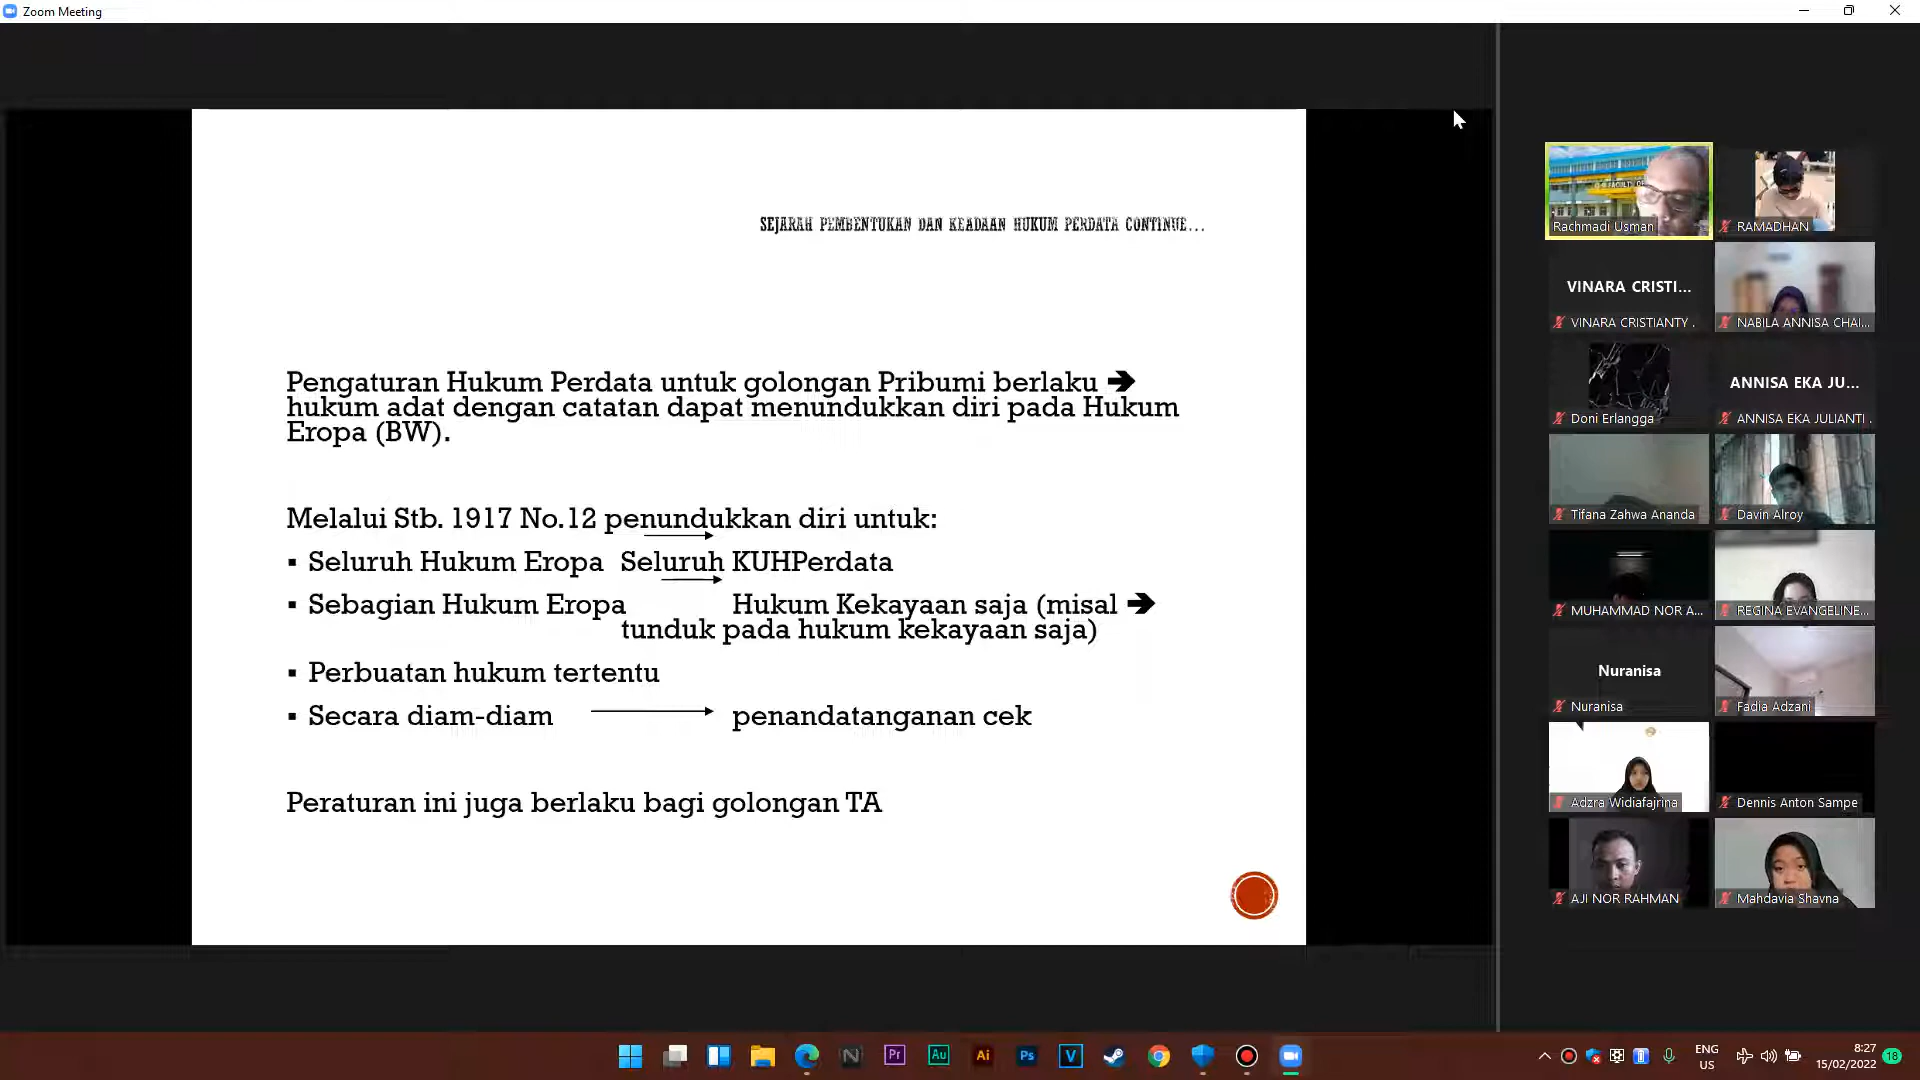 Zoom Meeting
SEJARAH PEMBENTUKAN DAN KEADAAN HUKUM PERDATA CONTINUE...
Pengaturan Hukum Perdata untuk golongan Pribumi berlaku ➔
hukum adat dengan catatan dapat menundukkan diri pada Hukum
Eropa (BW).
Melalui Stb. 1917 No.12 penundukkan diri untuk:
▪ Seluruh Hukum Eropa Seluruh KUHPerdata
▪ Sebagian Hukum Eropa Hukum Kekayaan saja (misal ➔
tunduk pada hukum kekayaan saja)
▪ Perbuatan hukum tertentu
▪ Secara diam-diam penandatanganan cek
Peraturan ini juga berlaku bagi golongan TA
Rachmadi Usman
RAMADHAN
VINARA CRISTI...
VINARA CRISTIANTY .
NABILA ANNISA CHAI...
Doni Erlangga
ANNISA EKA JU...
ANNISA EKA JULIANTI .
Tifana Zahwa Ananda
Davin Alroy
MUHAMMAD NOR A...
REGINA EVANGELINE...
Nuranisa
Nuranisa
Fadia Adzani
Adzra Widiafajrina
Dennis Anton Sampe
AJI NOR RAHMAN
Mahdavia Shavna
Pr
Au
Ai
Ps
V
ENG
US
8:27
15/02/2022
18